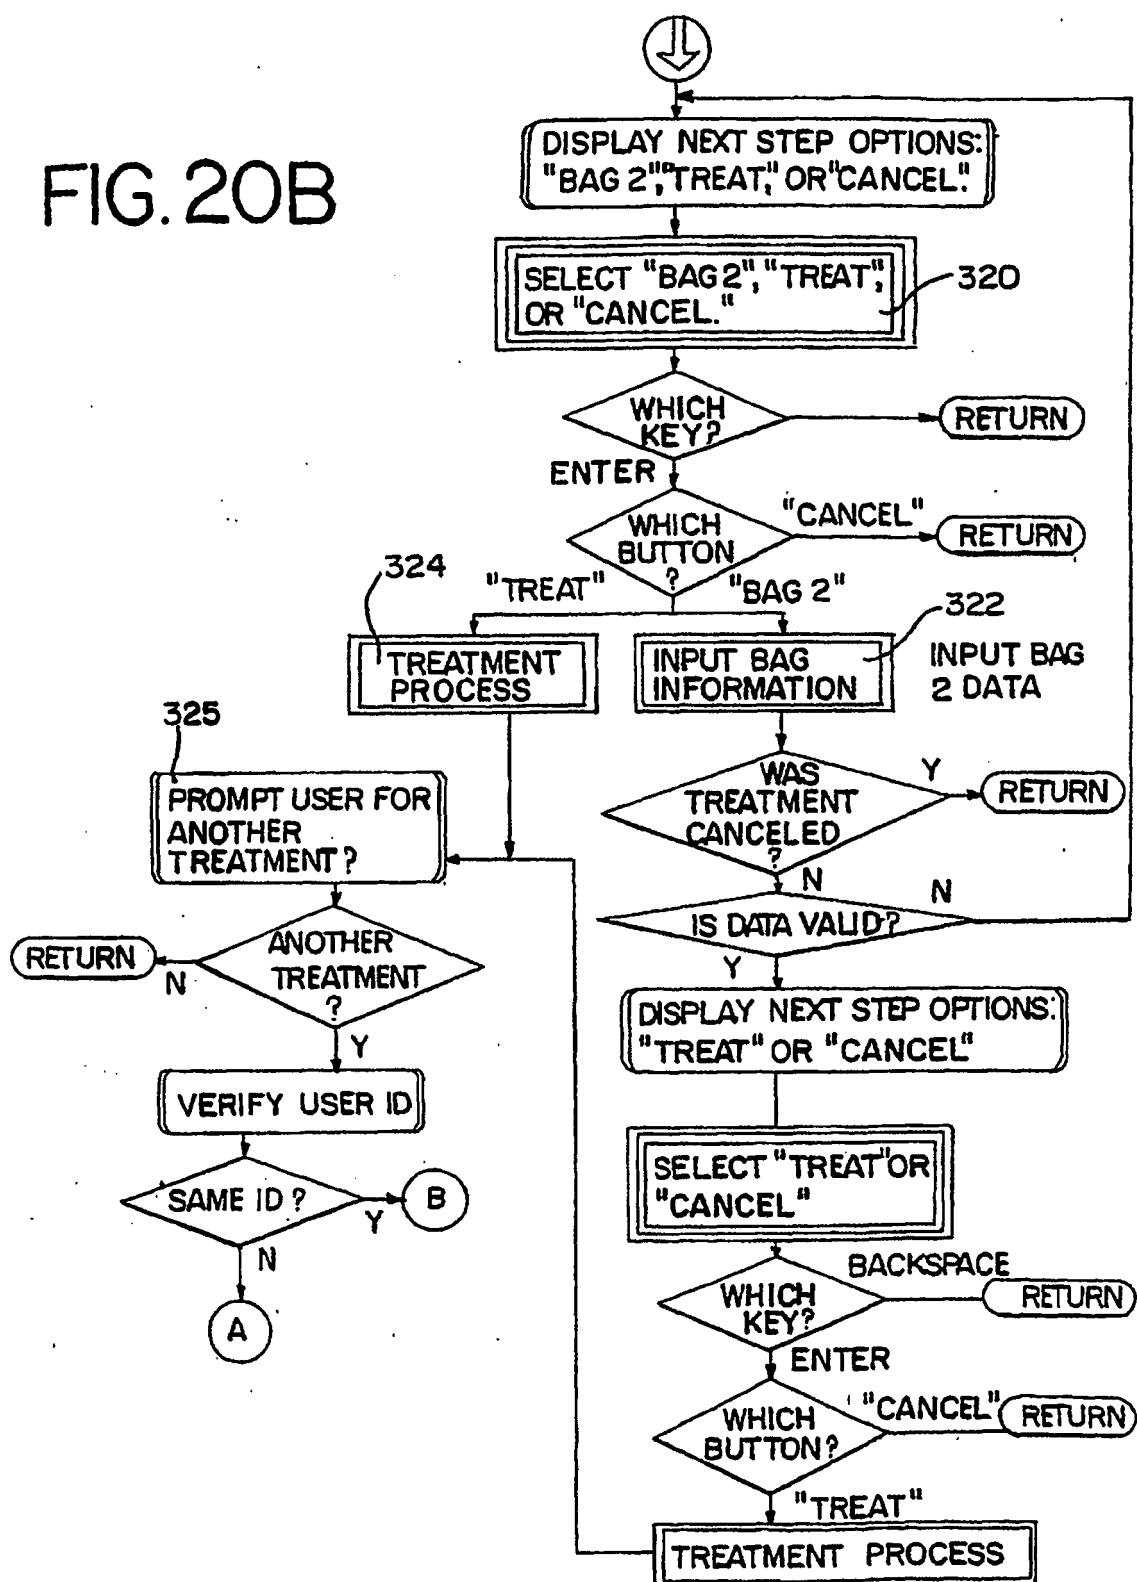 FIG. 20B
DISPLAY NEXT STEP OPTIONS:
"BAG 2","TREAT," OR "CANCEL."
SELECT "BAG 2", "TREAT",
OR "CANCEL."
320
WHICH
KEY?
RETURN
ENTER
WHICH
BUTTON
?
"CANCEL"
RETURN
324
"TREAT"
"BAG 2"
322
TREATMENT
PROCESS
INPUT BAG
INFORMATION
INPUT BAG
2 DATA
325
PROMPT USER FOR
ANOTHER
TREATMENT?
WAS
TREATMENT
CANCELED
?
Y
RETURN
N
IS DATA VALID?
N
Y
ANOTHER
TREATMENT
?
RETURN
N
Y
DISPLAY NEXT STEP OPTIONS:
"TREAT" OR "CANCEL"
VERIFY USER ID
SELECT "TREAT" OR
"CANCEL"
SAME ID?
Y
B
N
A
WHICH
KEY?
BACKSPACE
RETURN
ENTER
WHICH
BUTTON?
"CANCEL"
RETURN
"TREAT"
TREATMENT PROCESS